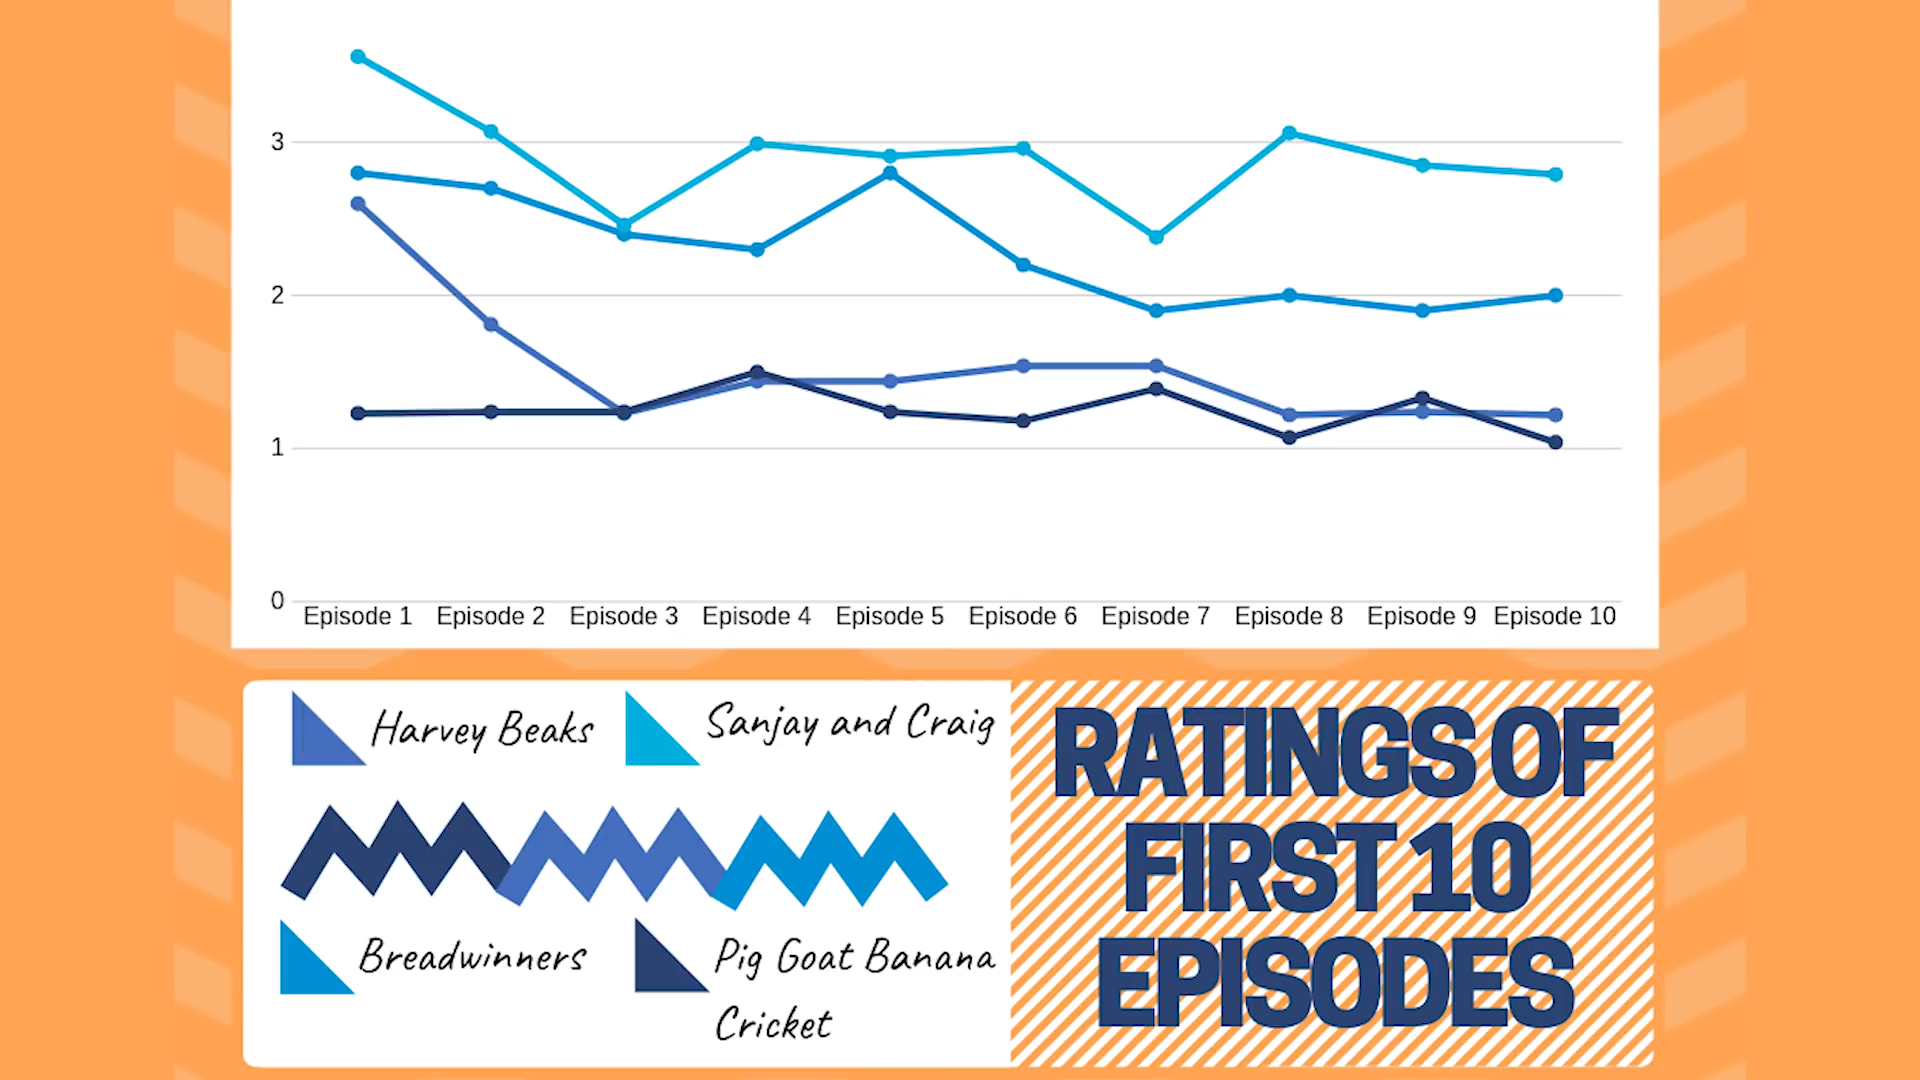 3
2
1
0
Episode 1 Episode 2 Episode 3 Episode 4 Episode 5 Episode 6 Episode 7 Episode 8 Episode 9 Episode 10
Harvey Beaks
Sanjay and Craig
Breadwinners
Pig Goat Banana
Cricket
RATINGS OF
FIRST 10
EPISODES